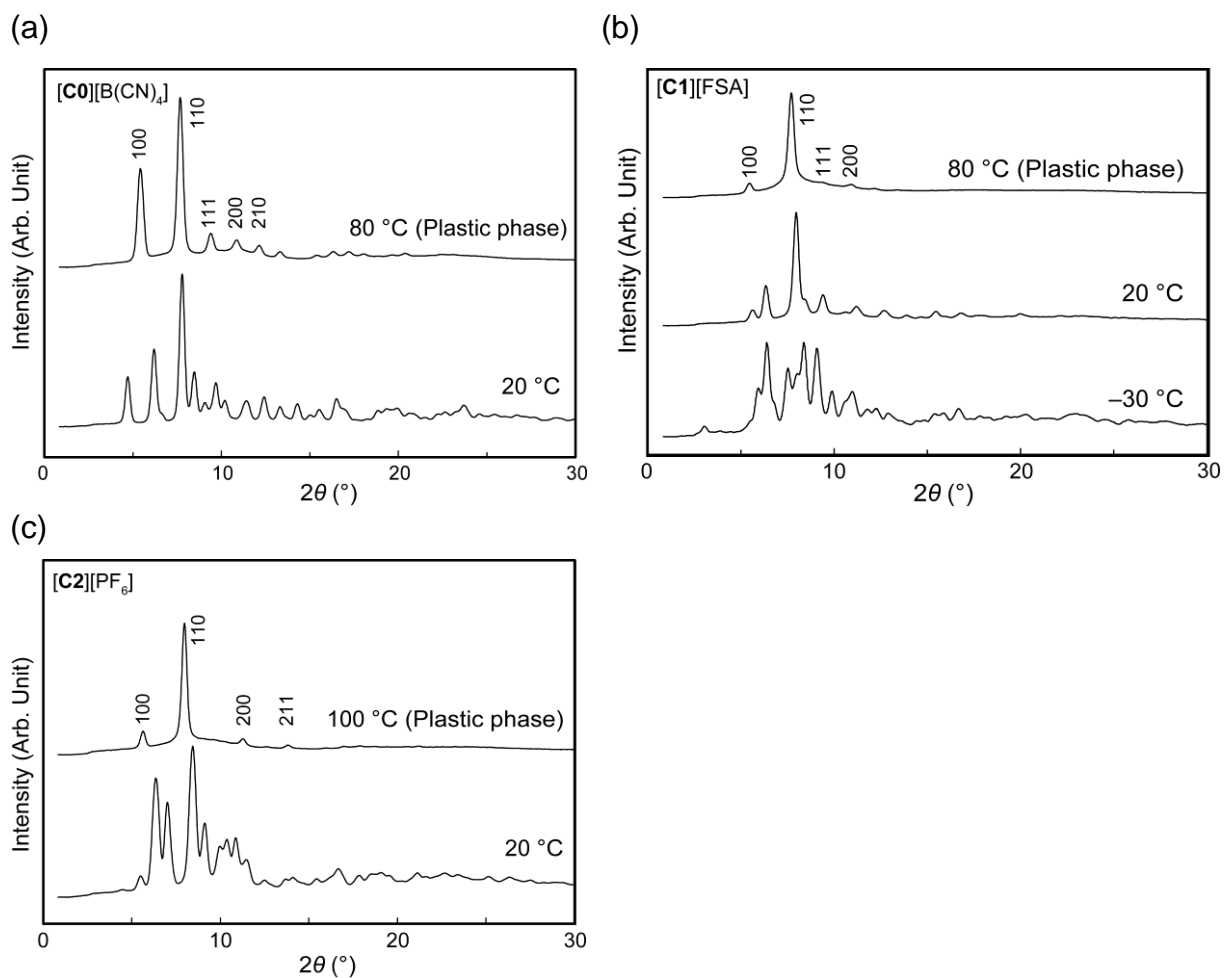 (a)
[C0][B(CN)4]
100
110
111
200
210
80 °C (Plastic phase)
20 °C
Intensity (Arb. Unit)
0
10
20
30
2θ (°)
(b)
[C1][FSA]
100
110
111
200
80 °C (Plastic phase)
20 °C
–30 °C
Intensity (Arb. Unit)
0
10
20
30
2θ (°)
(c)
[C2][PF6]
100
110
200
211
100 °C (Plastic phase)
20 °C
Intensity (Arb. Unit)
0
10
20
30
2θ (°)